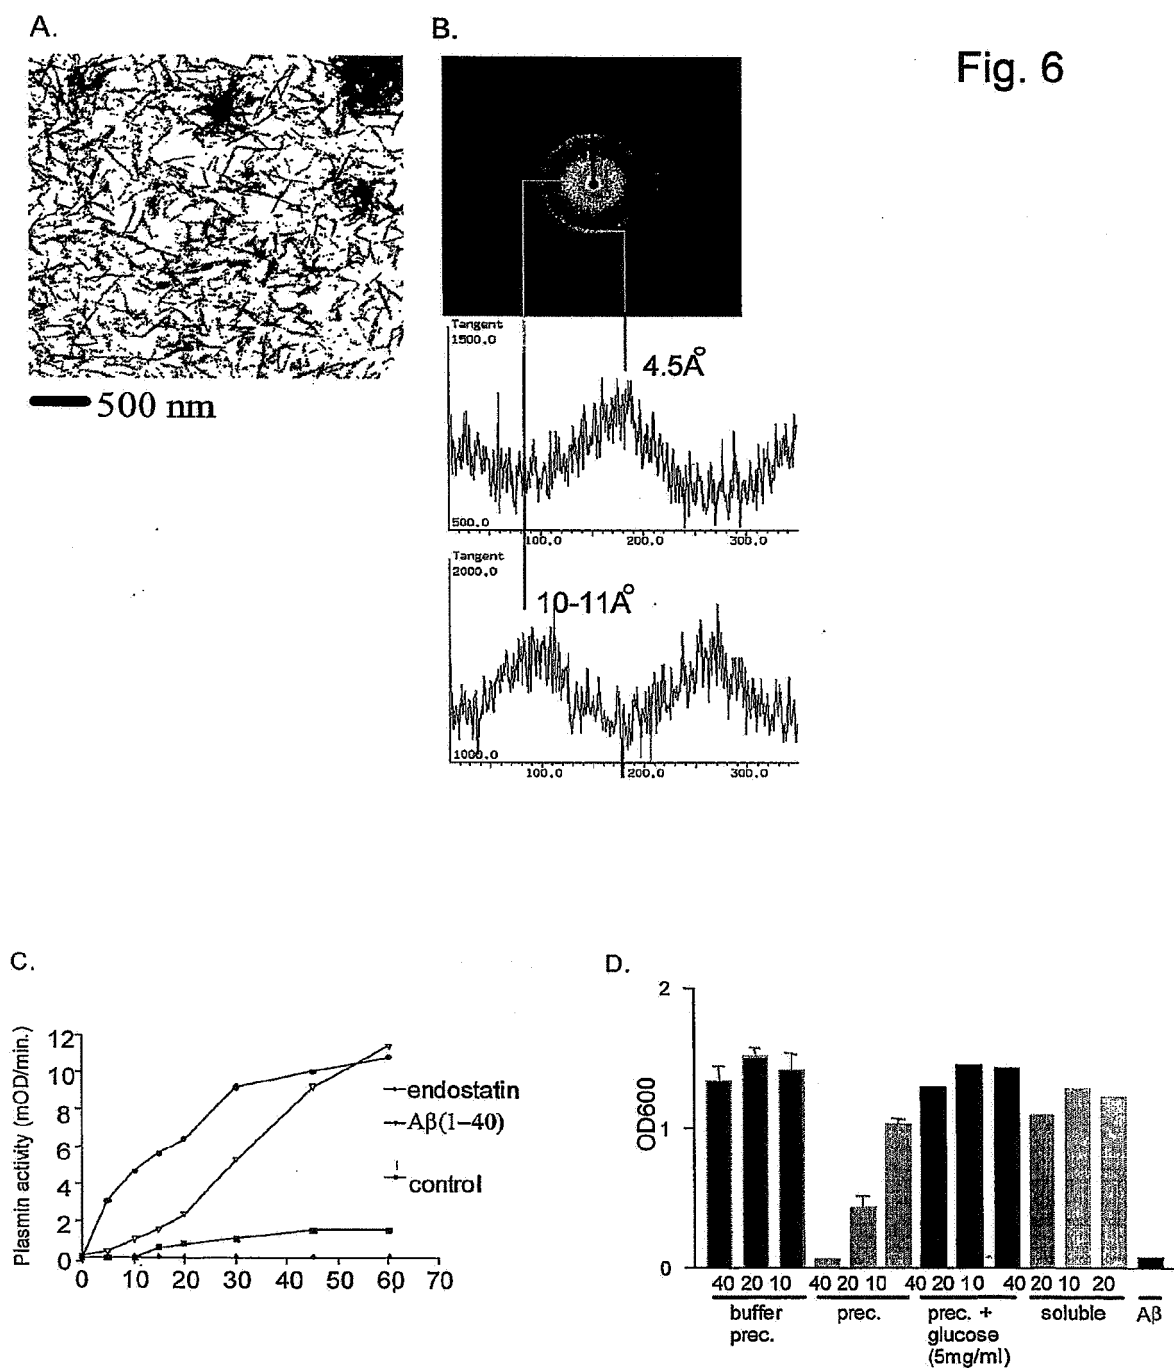 A.
B.
Fig. 6
500 nm
Tangent
1500.0
4.5Å
500.0
100.0 200.0 300.0
Tangent
2000.0
10-11Å
1000.0
100.0 200.0 300.0
C.
Plasmin activity (mOD/min.)
12
10
8
6
4
2
0
0 10 20 30 40 50 60 70
endostatin
Aβ(1-40)
control
D.
OD600
2
1
0
40 20 10 40 20 10 40 20 10 40 20 10 20
buffer prec. prec. + soluble Aβ
prec. glucose
(5mg/ml)